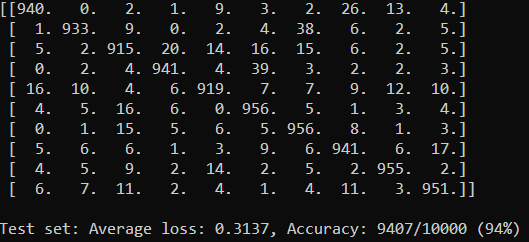 [[940. 0. 2. 1. 9. 3. 2. 26. 13. 4.]
[ 1. 933. 9. 0. 2. 4. 38. 6. 2. 5.]
[ 5. 2. 915. 20. 14. 16. 15. 6. 2. 5.]
[ 0. 2. 4. 941. 4. 39. 3. 2. 2. 3.]
[ 16. 10. 4. 6. 919. 7. 7. 9. 12. 10.]
[ 4. 5. 16. 6. 0. 956. 5. 1. 3. 4.]
[ 0. 1. 15. 5. 6. 5. 956. 8. 1. 3.]
[ 5. 6. 6. 1. 3. 9. 6. 941. 6. 17.]
[ 4. 5. 9. 2. 14. 2. 5. 2. 955. 2.]
[ 6. 7. 11. 2. 4. 1. 4. 11. 3. 951.]]
Test set: Average loss: 0.3137, Accuracy: 9407/10000 (94%)